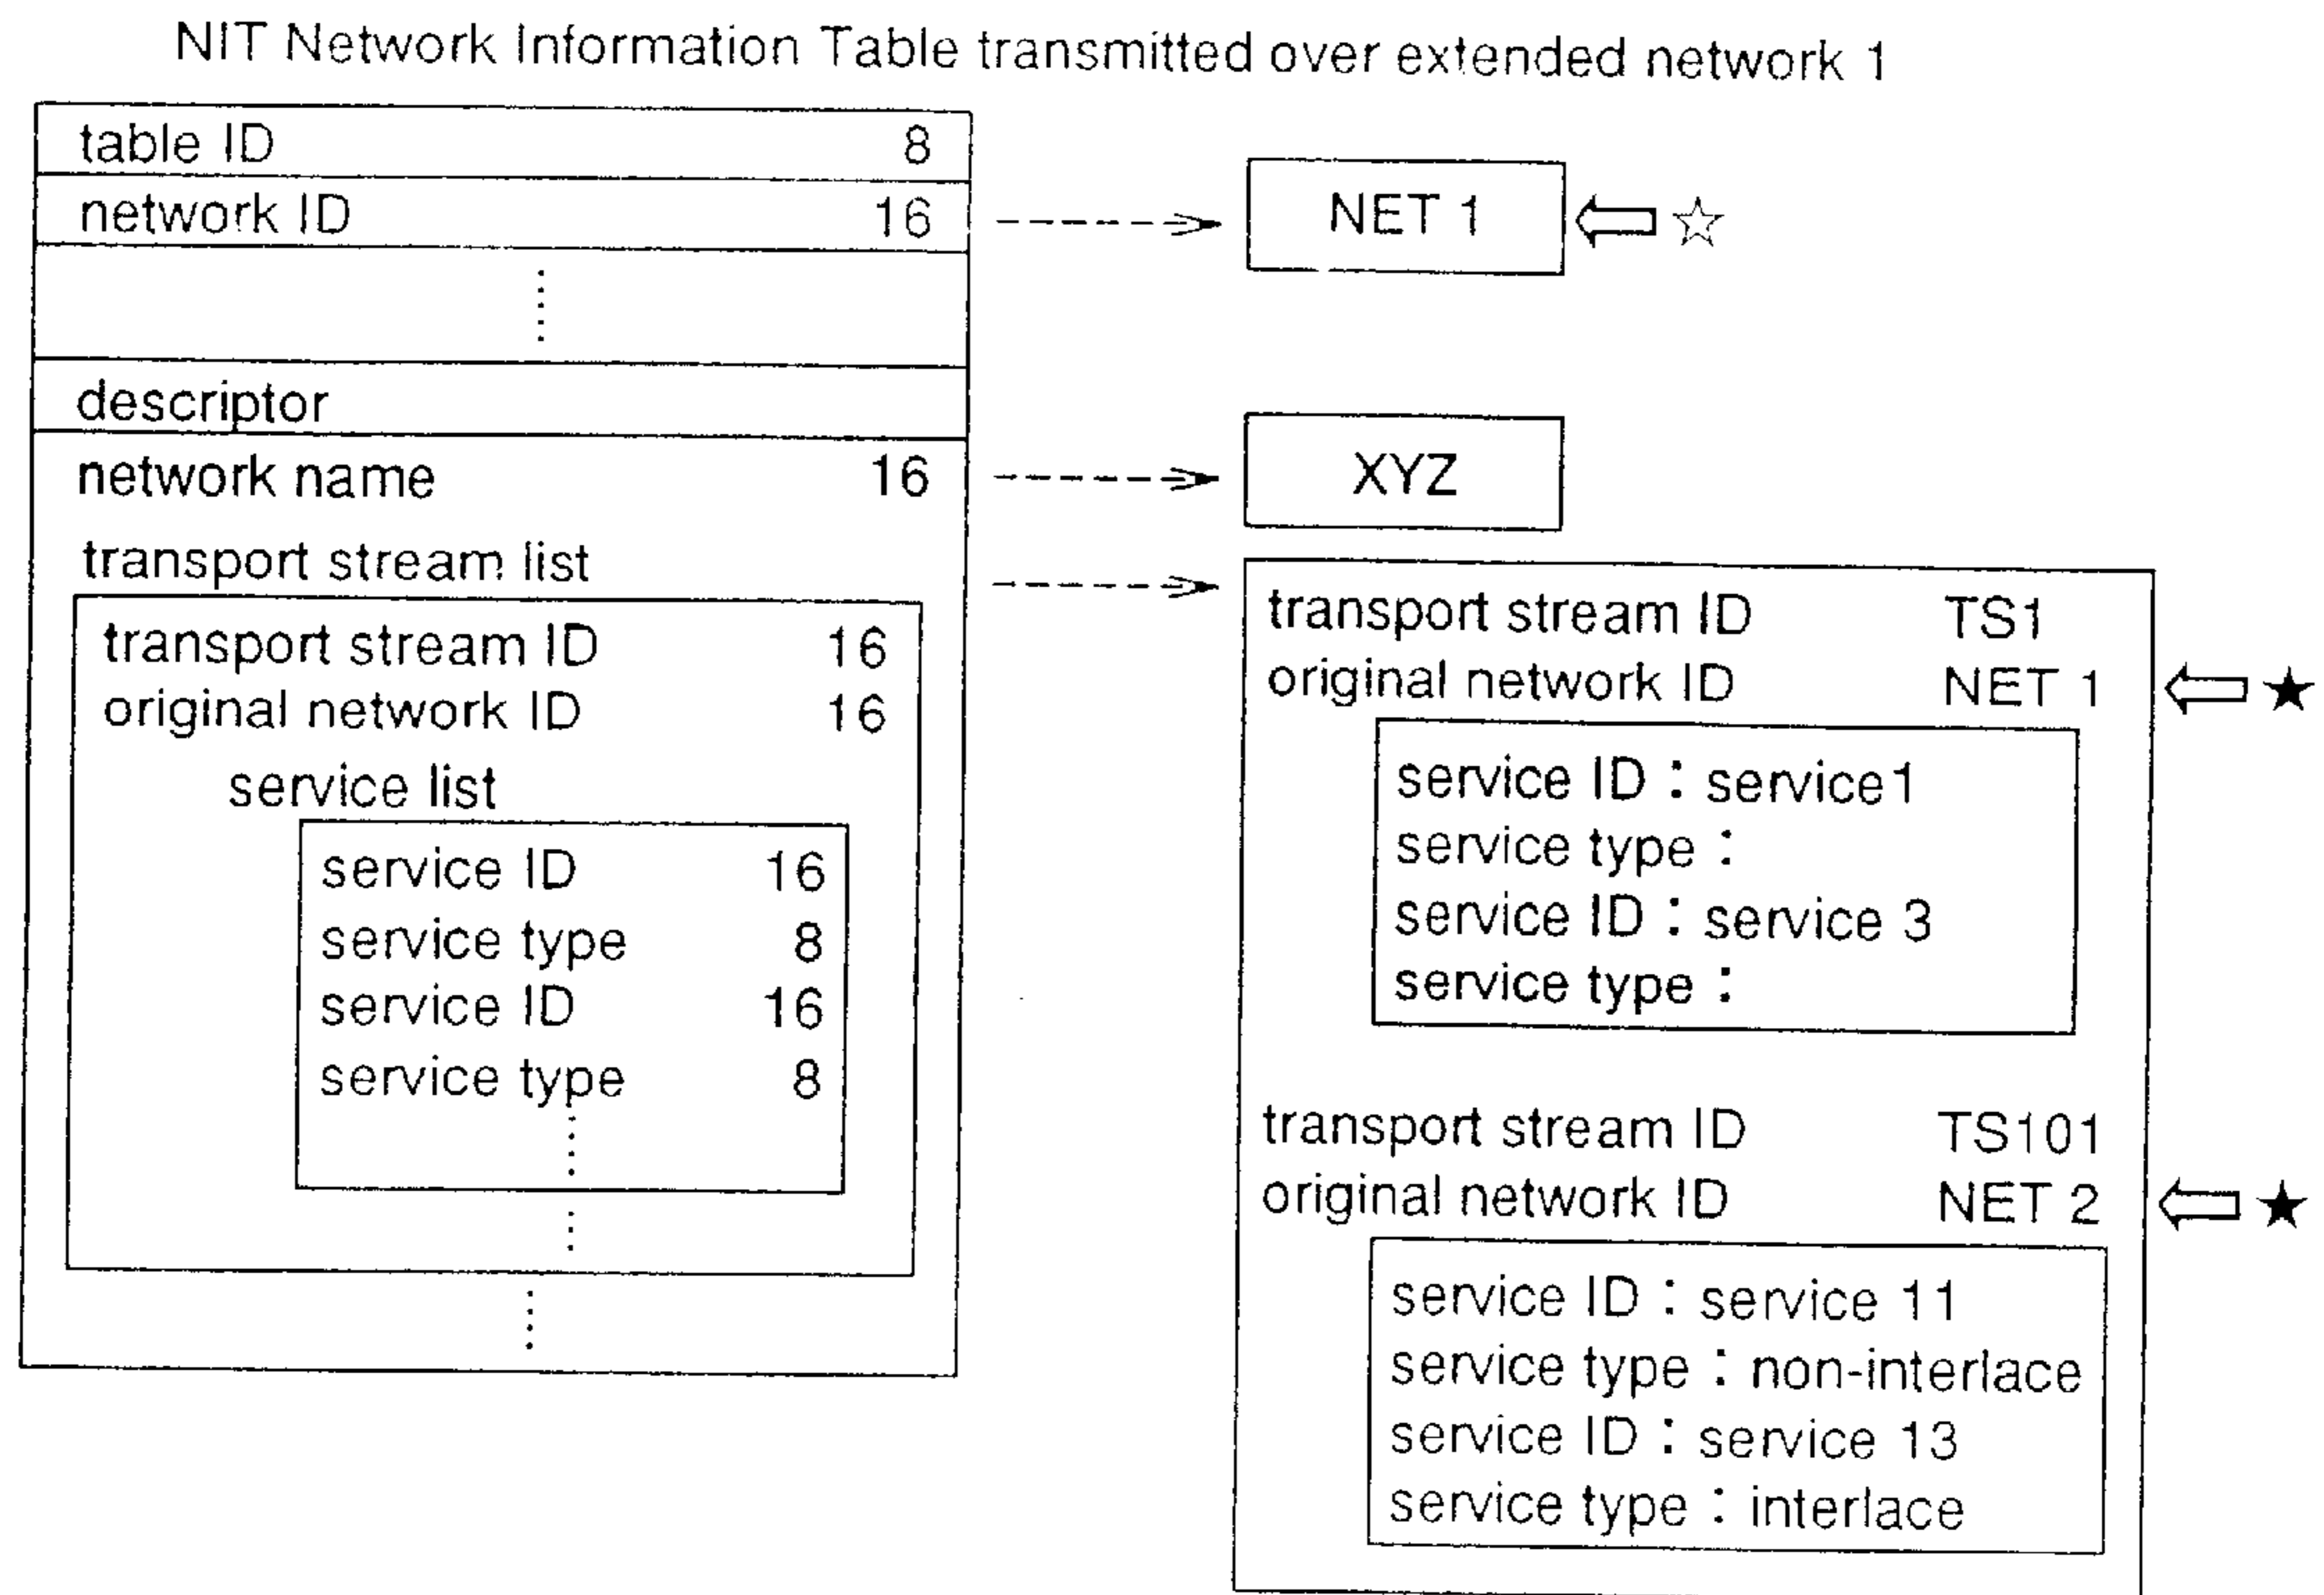 NIT Network Information Table transmitted over extended network 1
table ID 8
network ID 16
NET 1
descriptor
network name 16
XYZ
transport stream list
transport stream ID 16
original network ID 16
service list
service ID 16
service type 8
service ID 16
service type 8
transport stream ID TS1
original network ID NET 1
service ID : service1
service type :
service ID : service 3
service type :
transport stream ID TS101
original network ID NET 2
service ID : service 11
service type : non-interlace
service ID : service 13
service type : interlace